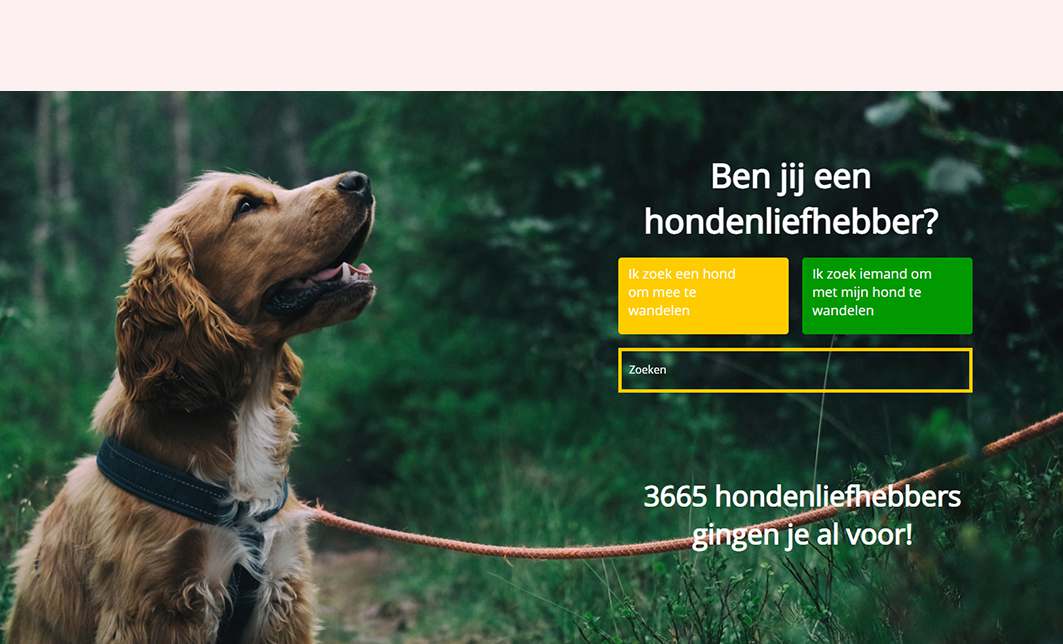 Ben jij een
hondenliefhebber?
Ik zoek een hond
om mee te
wandelen
Ik zoek iemand om
met mijn hond te
wandelen
Zoeken
3665 hondenliefhebbers
gingen je al voor!